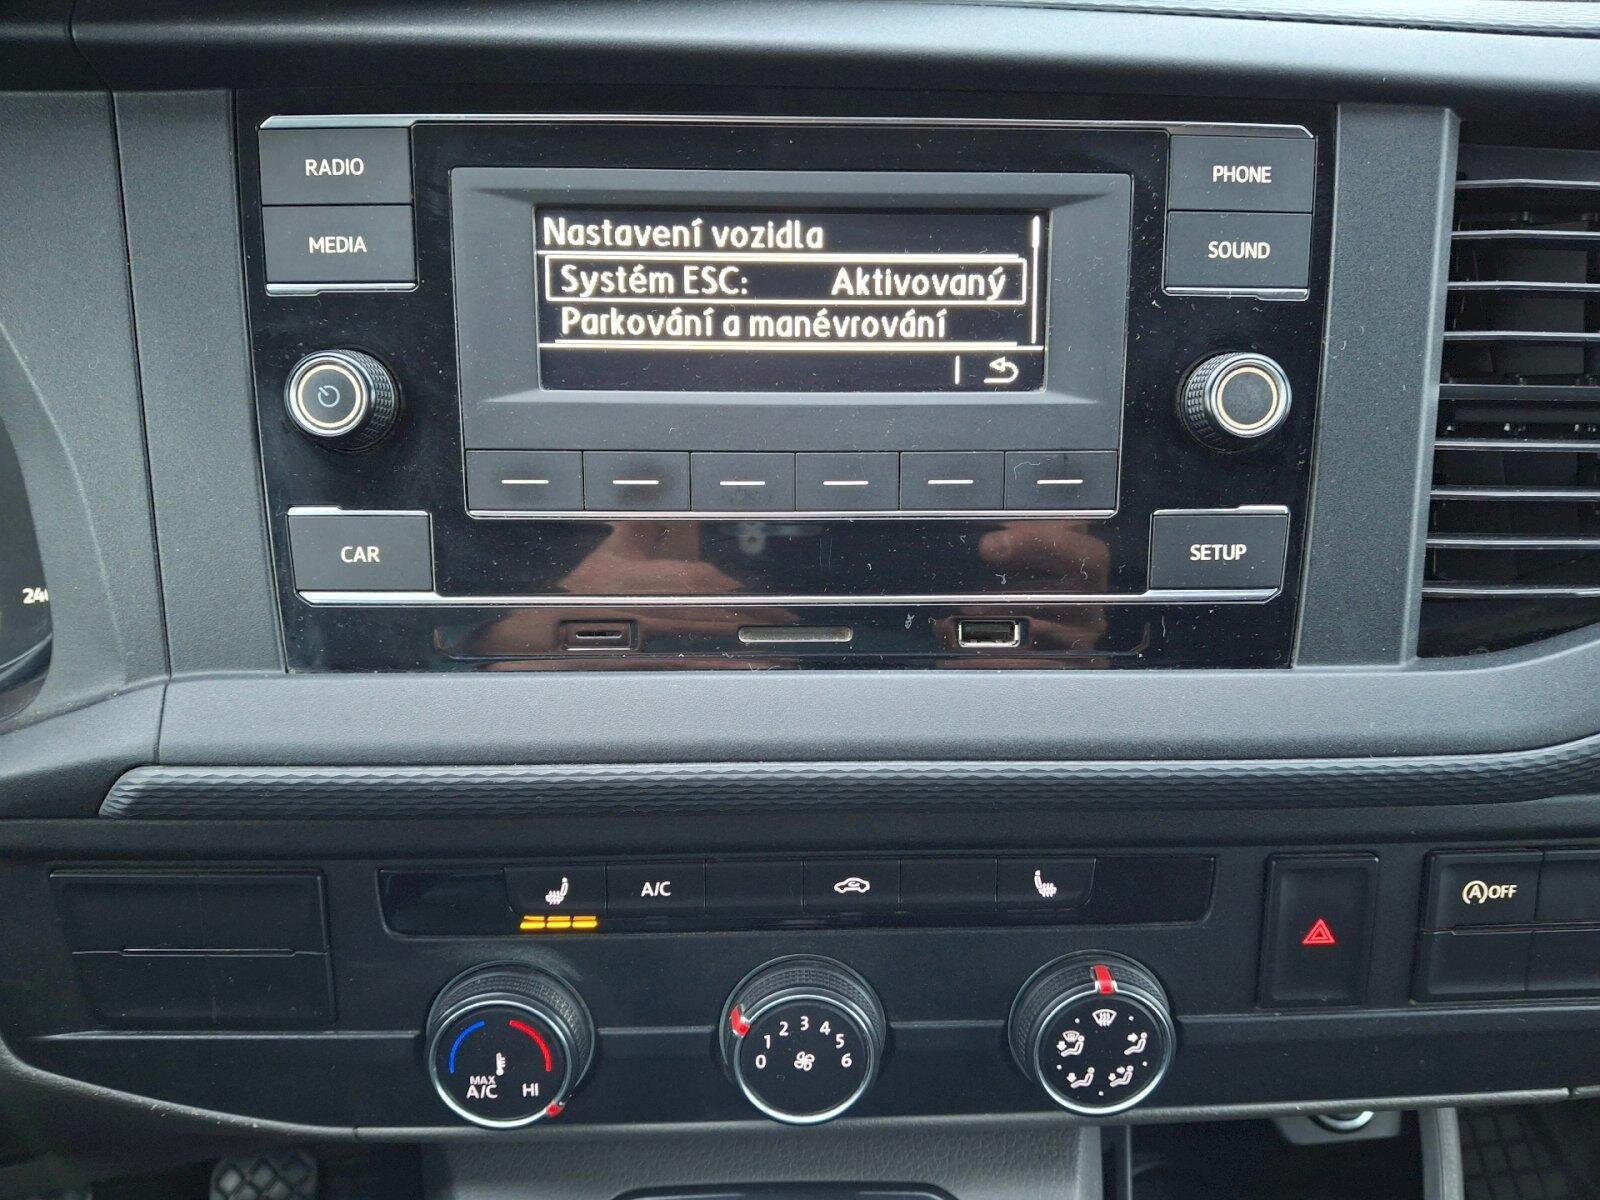 RADIO
MEDIA
PHONE
SOUND
Nastavení vozidla
Systém ESC: Aktivovaný
Parkování a manévrování
CAR
SETUP
A/C
(A)OFF
MAX
A/C
HI
0 1 2 3 4 5 6